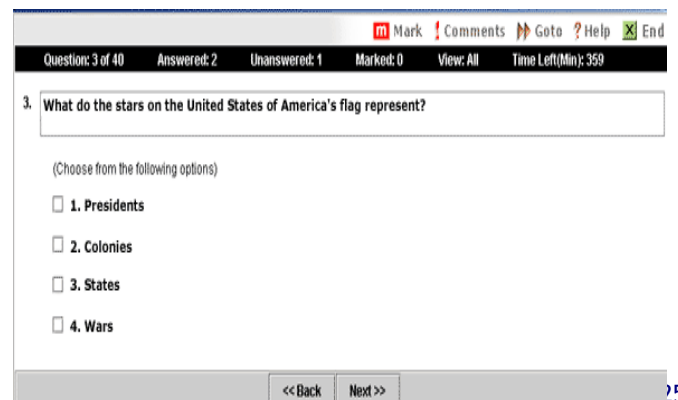 m Mark ! Comments Goto ? Help X End
Question: 3 of 40 Answered: 2 Unanswered: 1 Marked: 0 View: All Time Left(Min): 359
3. What do the stars on the United States of America's flag represent?
(Choose from the following options)
1. Presidents
2. Colonies
3. States
4. Wars
<< Back Next >>